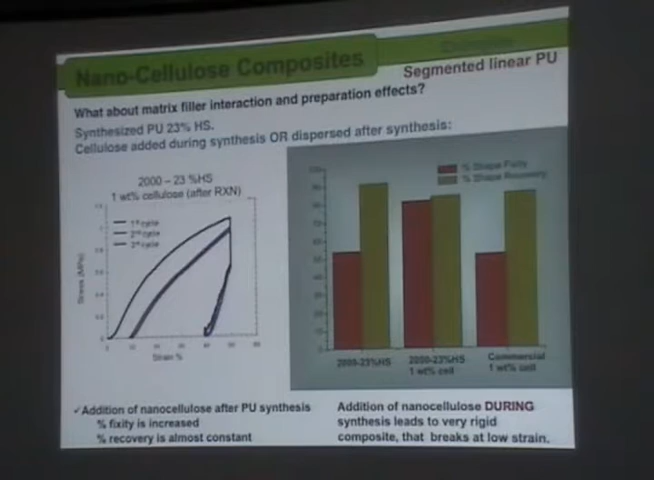 Nano-Cellulose Composites
Segmented linear PU
What about matrix filler interaction and preparation effects?
Synthesized PU 23% HS.
Cellulose added during synthesis OR dispersed after synthesis:
2000 – 23 %HS
1 wt% cellulose (after RXN)
1st cycle
2nd cycle
3rd cycle
Stress (MPa)
Strain %
% Shape Fixity
% Shape Recovery
2000-23%HS
2000-23%HS
1 wt% cell
Commercial
1 wt% cell
✓Addition of nanocellulose after PU synthesis
% fixity is increased
% recovery is almost constant
Addition of nanocellulose DURING
synthesis leads to very rigid
composite, that breaks at low strain.